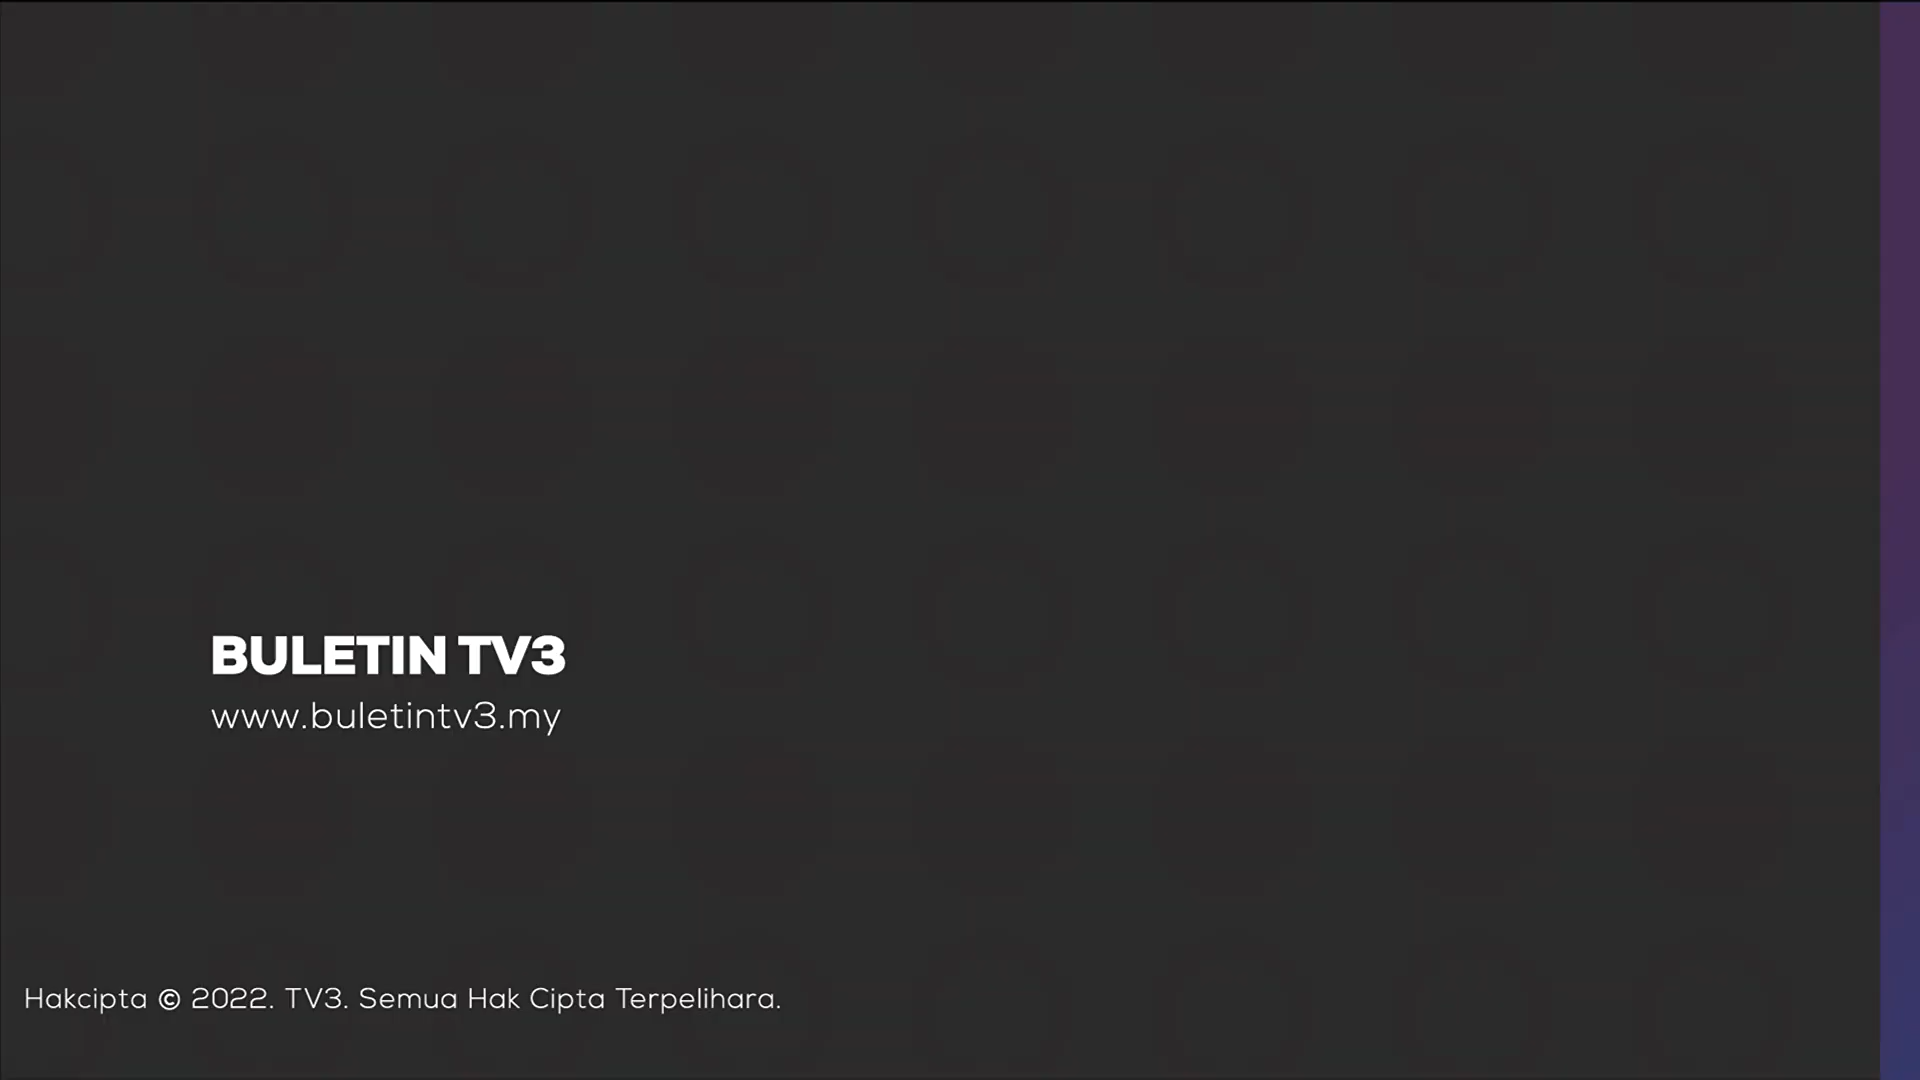 BULETIN TV3
www.buletintv3.my
Hakcipta © 2022. TV3. Semua Hak Cipta Terpelihara.